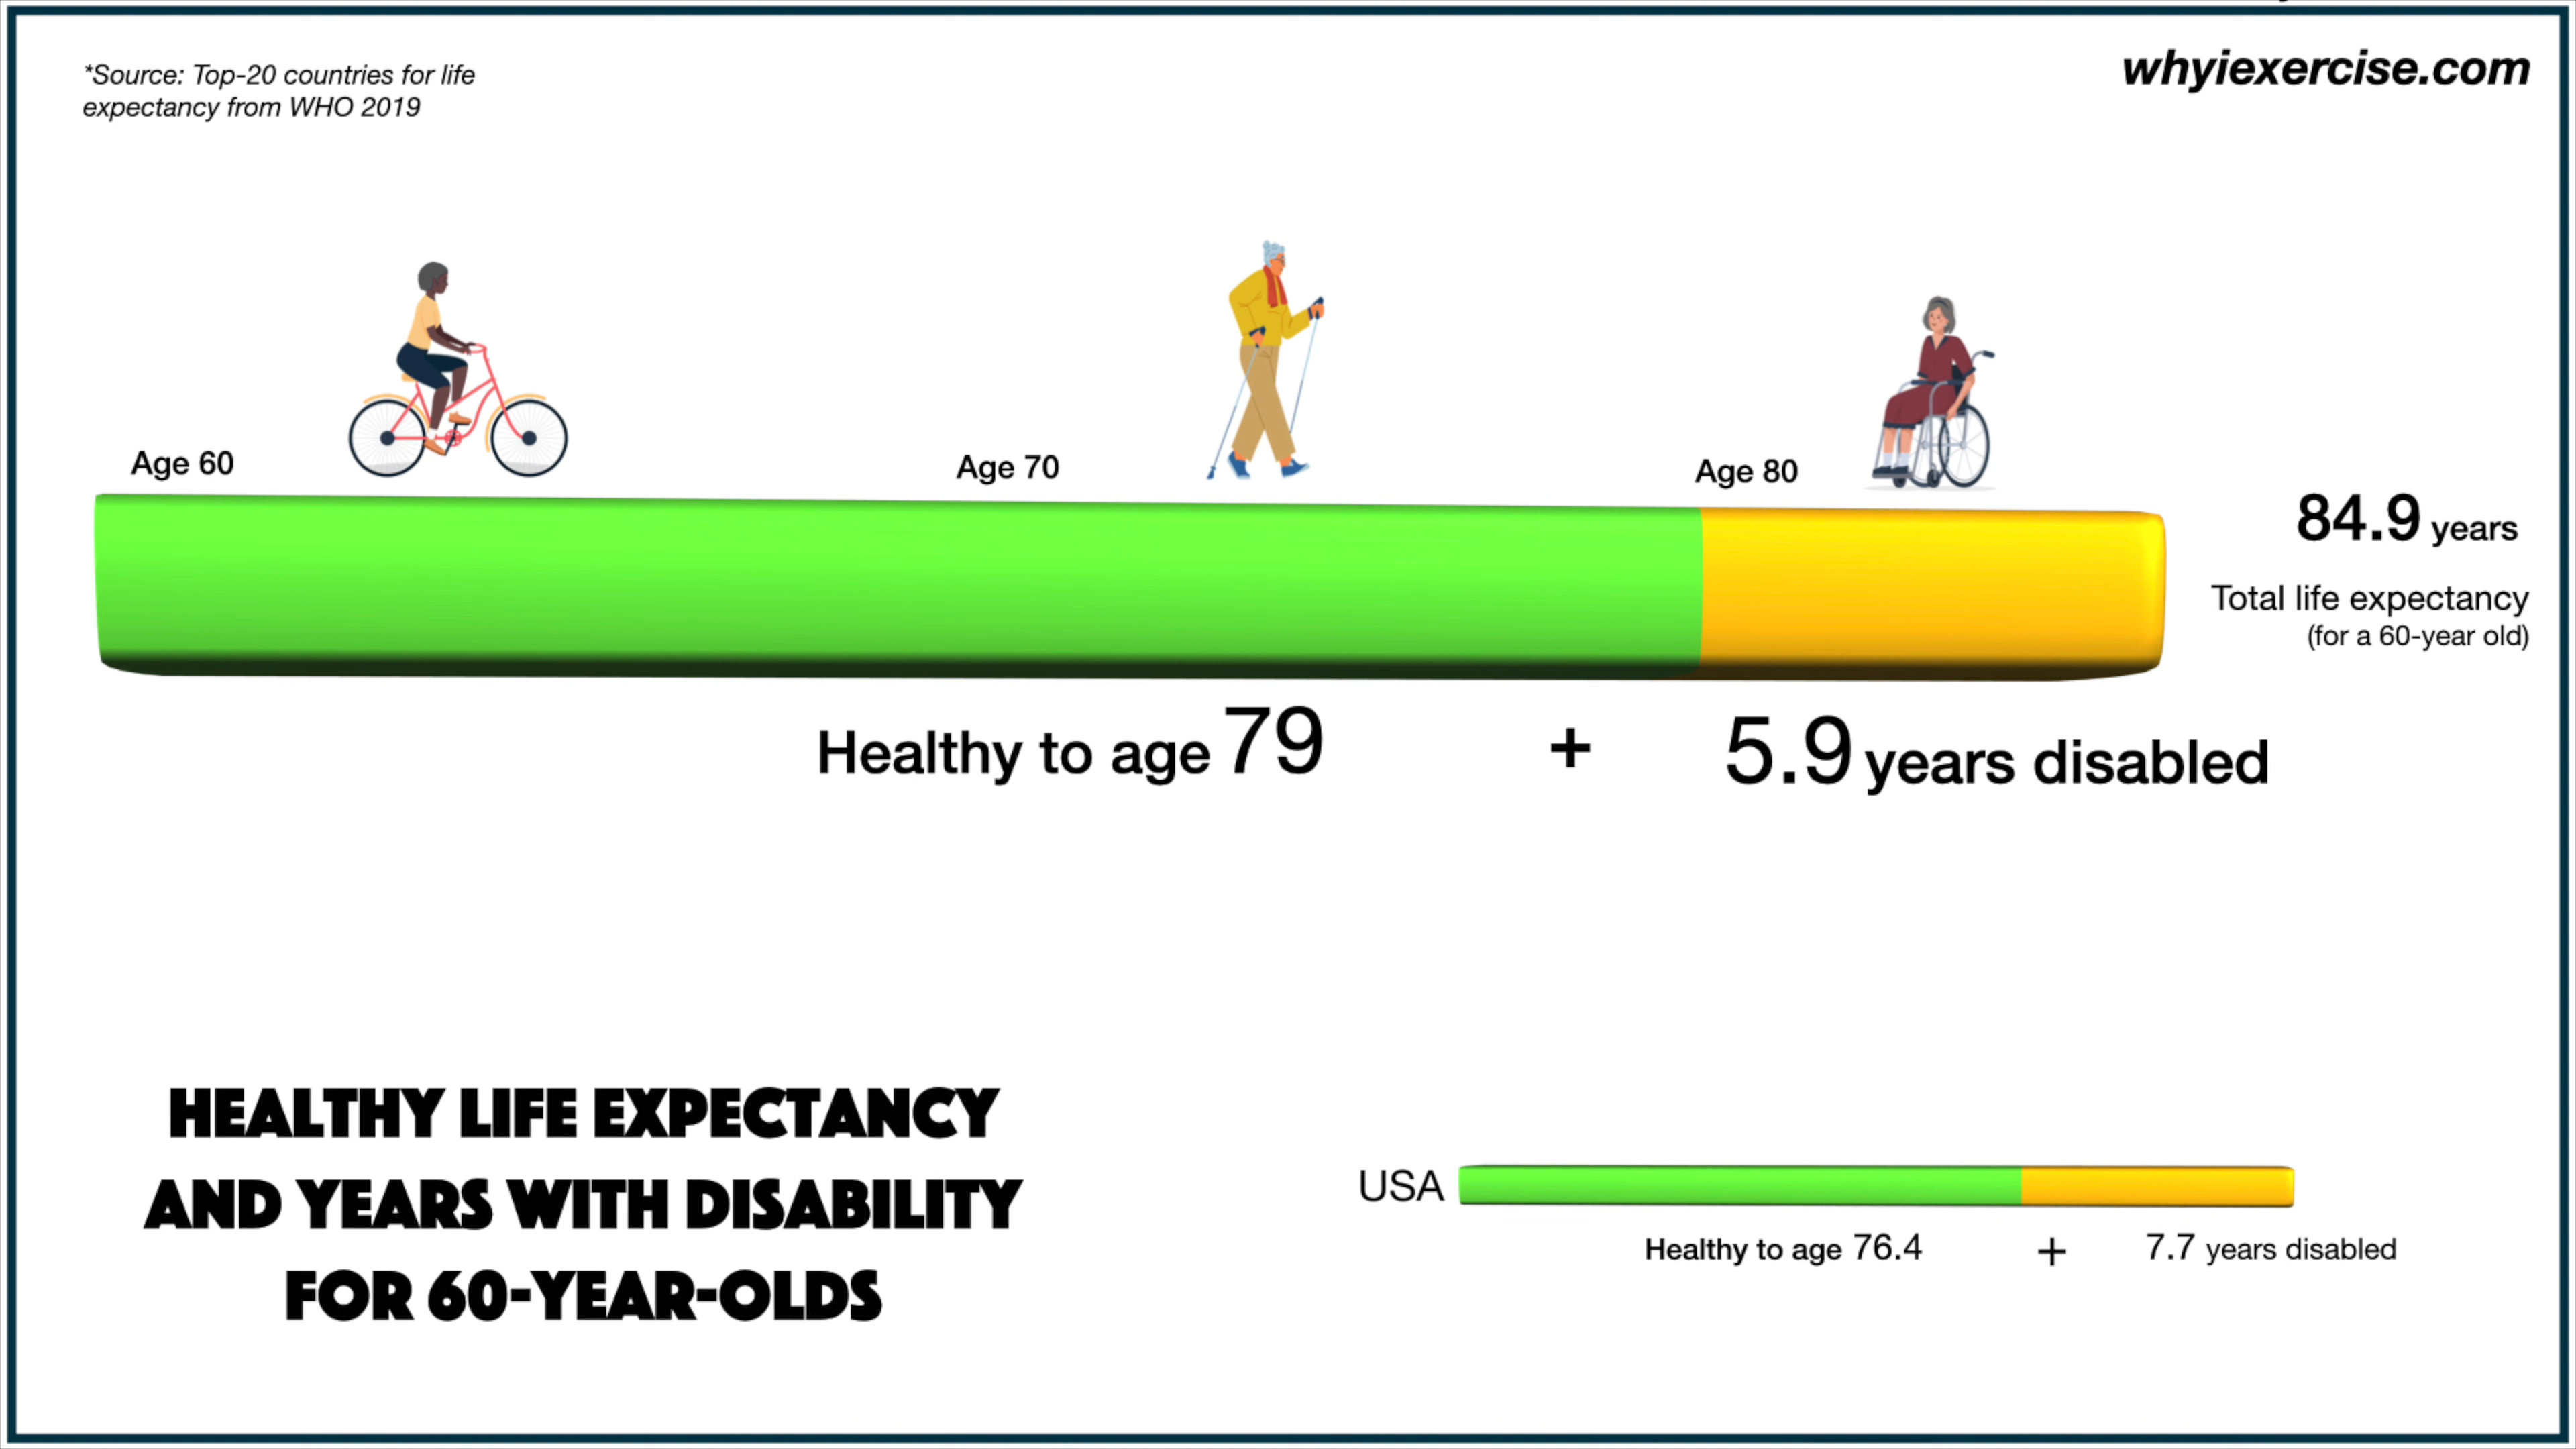 *Source: Top-20 countries for life
expectancy from WHO 2019
whyiexercise.com
Age 60
Age 70
Age 80
84.9 years
Total life expectancy
(for a 60-year old)
Healthy to age 79 + 5.9 years disabled
HEALTHY LIFE EXPECTANCY
AND YEARS WITH DISABILITY
FOR 60-YEAR-OLDS
USA
Healthy to age 76.4 + 7.7 years disabled